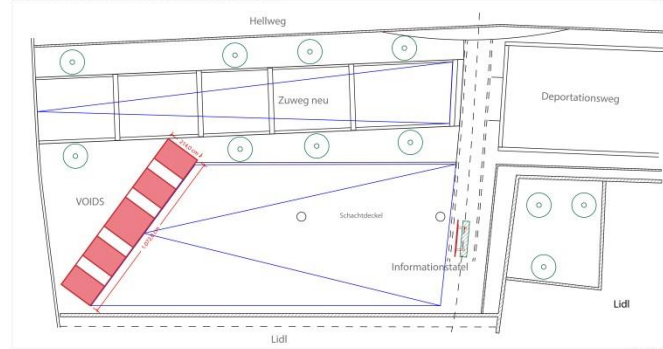 Hellweg
Zuweg neu
Deportationsweg
VOIDS
Schachtdeckel
Informationstafel
Lidl
Lidl